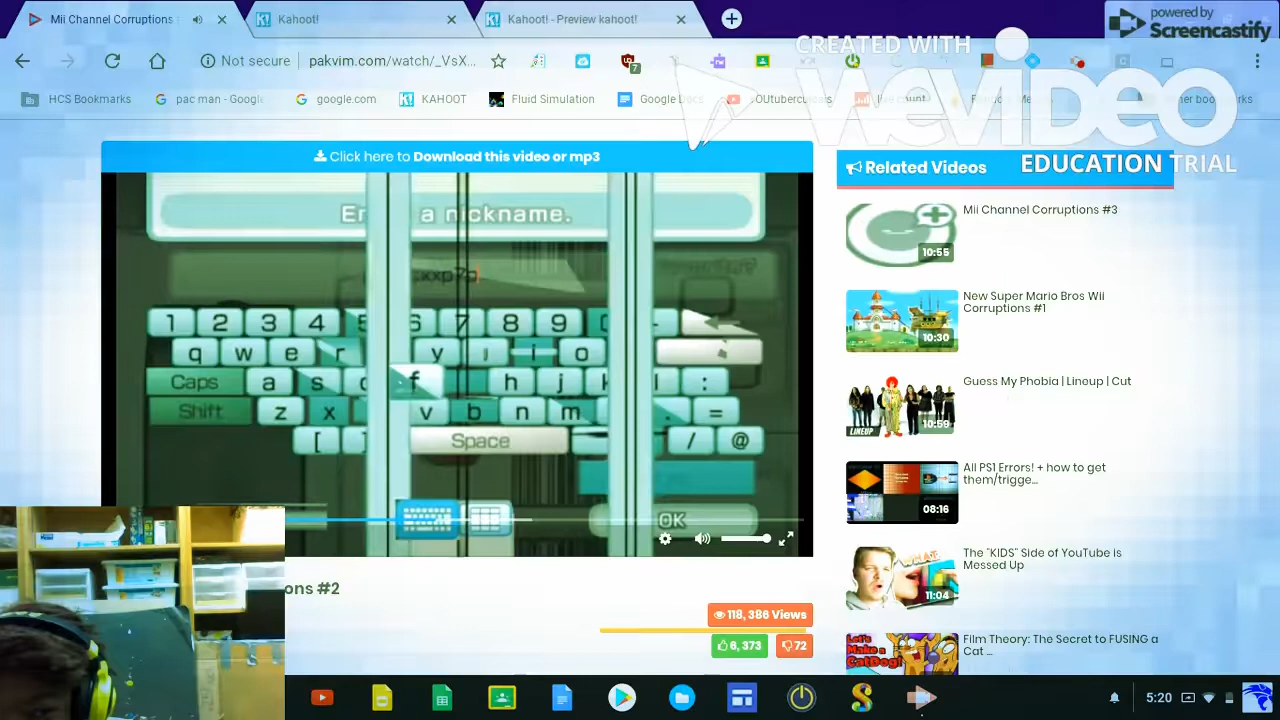 Mii Channel Corruptions
Kahoot!
Kahoot! - Preview kahoot!
powered by
Screencastify
CREATED WITH
WEVIDEO
EDUCATION TRIAL
Not secure
pakvim.com/watch/_VsX...
7
HCS Bookmarks
pac man - Google
google.com
KAHOOT
Fluid Simulation
Google Docs
Click here to Download this video or mp3
a nickname.
1 2 3 4 6 7 8 9
q w e r y i o
Caps a s f h j :
Shift z x v b n m . =
[ Space / @
OK
ons #2
118, 386 Views
6, 373
72
Related Videos
Mii Channel Corruptions #3
10:55
New Super Mario Bros Wii
Corruptions #1
10:30
Guess My Phobia | Lineup | Cut
LINEUP
10:59
All PS1 Errors! + how to get
them/trigge...
08:16
The "KIDS" Side of YouTube is
Messed Up
11:04
Film Theory: The Secret to FUSING a
Cat ...
Let's
Make a
CatDog!
5:20